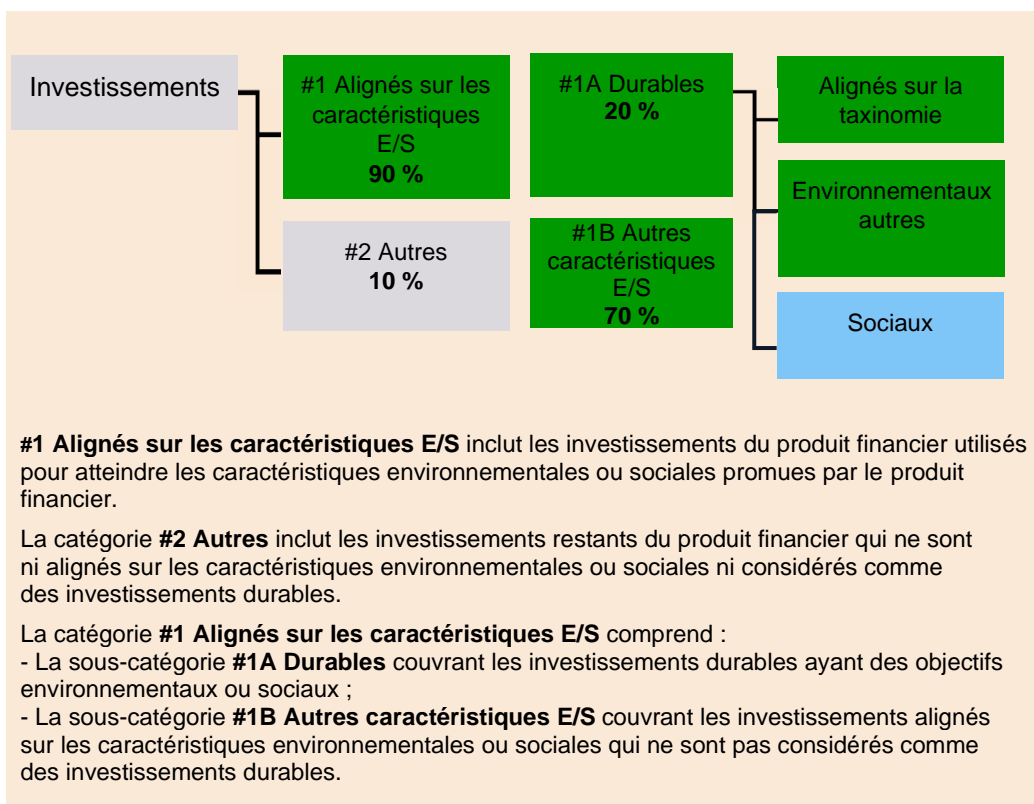 Investissements
#1 Alignés sur les
caractéristiques
E/S
90 %
#2 Autres
10 %
#1A Durables
20 %
#1B Autres
caractéristiques
E/S
70 %
Alignés sur la
taxinomie
Environnementaux
autres
Sociaux
#1 Alignés sur les caractéristiques E/S inclut les investissements du produit financier utilisés
pour atteindre les caractéristiques environnementales ou sociales promues par le produit
financier.
La catégorie #2 Autres inclut les investissements restants du produit financier qui ne sont
ni alignés sur les caractéristiques environnementales ou sociales ni considérés comme
des investissements durables.
La catégorie #1 Alignés sur les caractéristiques E/S comprend :
- La sous-catégorie #1A Durables couvrant les investissements durables ayant des objectifs
environnementaux ou sociaux ;
- La sous-catégorie #1B Autres caractéristiques E/S couvrant les investissements alignés
sur les caractéristiques environnementales ou sociales qui ne sont pas considérés comme
des investissements durables.